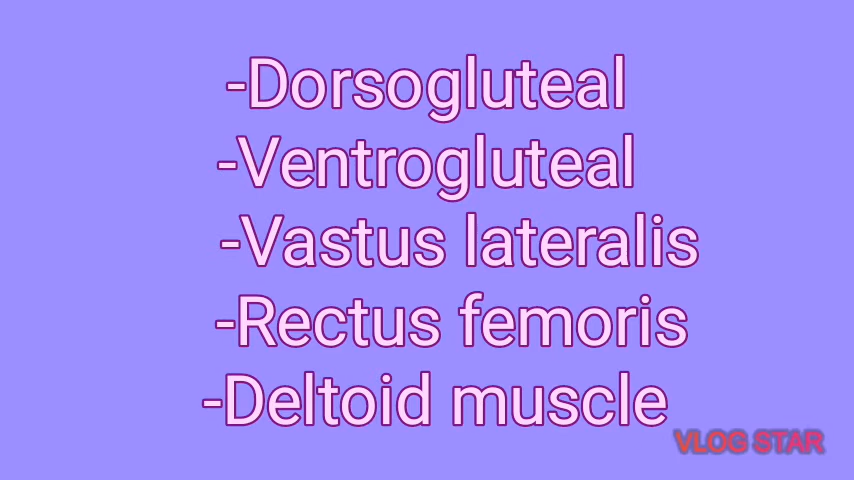 -Dorsogluteal
-Ventrogluteal
-Vastus lateralis
-Rectus femoris
-Deltoid muscle
VLOG STAR